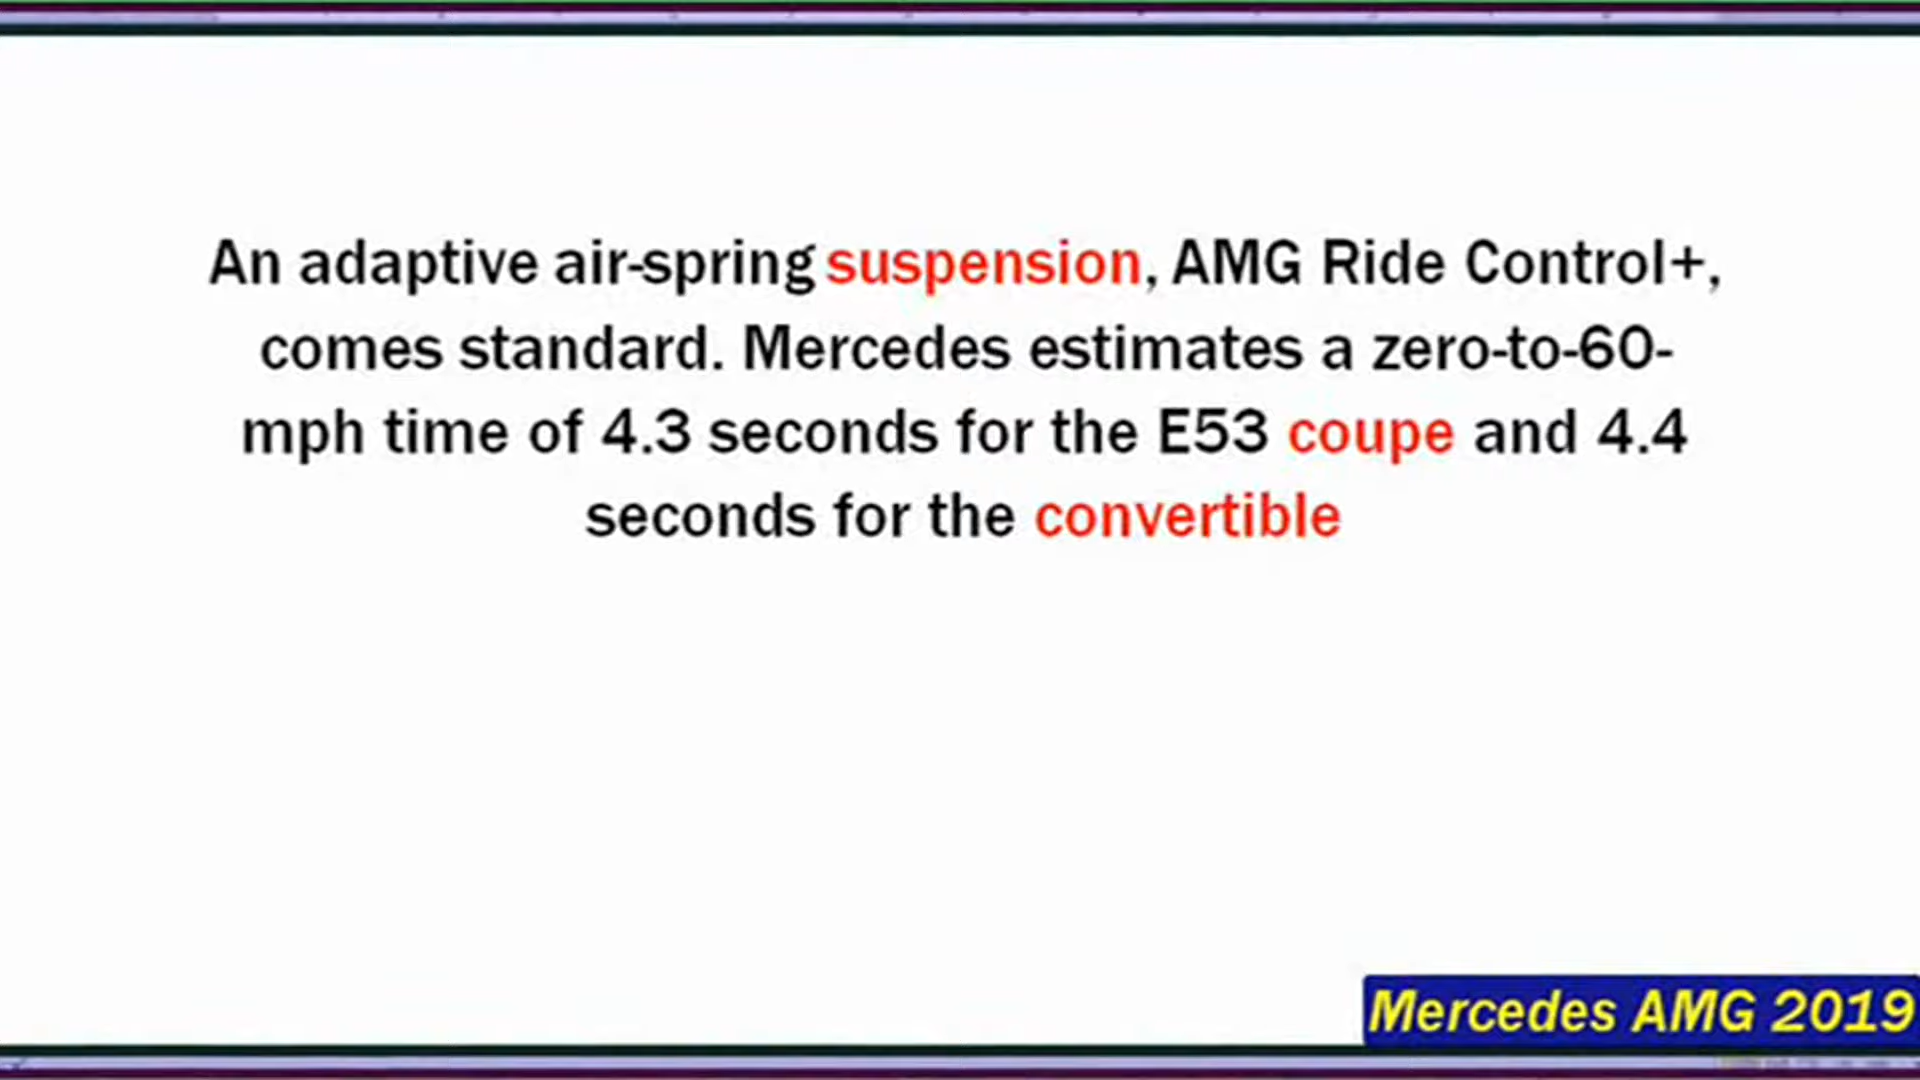 An adaptive air-spring suspension, AMG Ride Control+,
comes standard. Mercedes estimates a zero-to-60-
mph time of 4.3 seconds for the E53 coupe and 4.4
seconds for the convertible
Mercedes AMG 2019